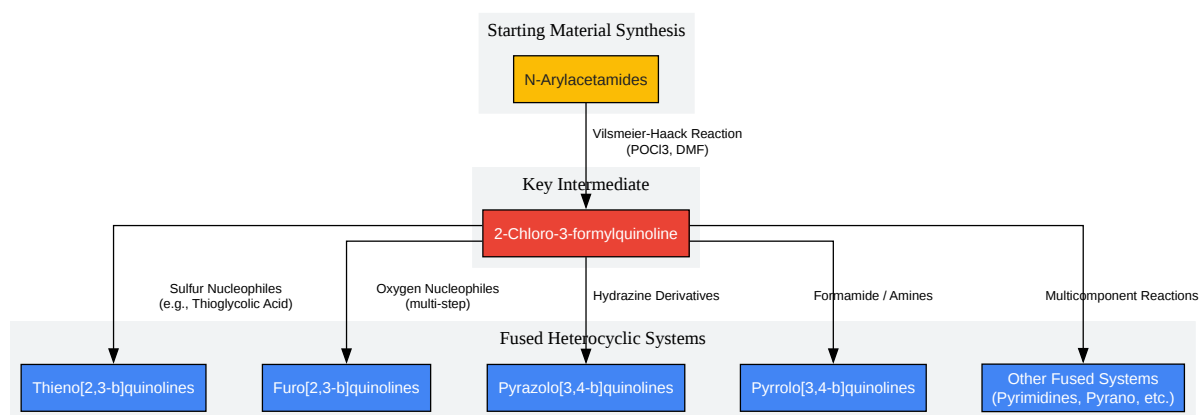 Starting Material Synthesis
N-Arylacetamides
Vilsmeier-Haack Reaction
(POCl3, DMF)
Key Intermediate
2-Chloro-3-formylquinoline
Sulfur Nucleophiles
(e.g., Thioglycolic Acid)
Oxygen Nucleophiles
(multi-step)
Hydrazine Derivatives
Formamide / Amines
Multicomponent Reactions
Fused Heterocyclic Systems
Thieno[2,3-b]quinolines
Furo[2,3-b]quinolines
Pyrazolo[3,4-b]quinolines
Pyrrolo[3,4-b]quinolines
Other Fused Systems
(Pyrimidines, Pyrano, etc.)